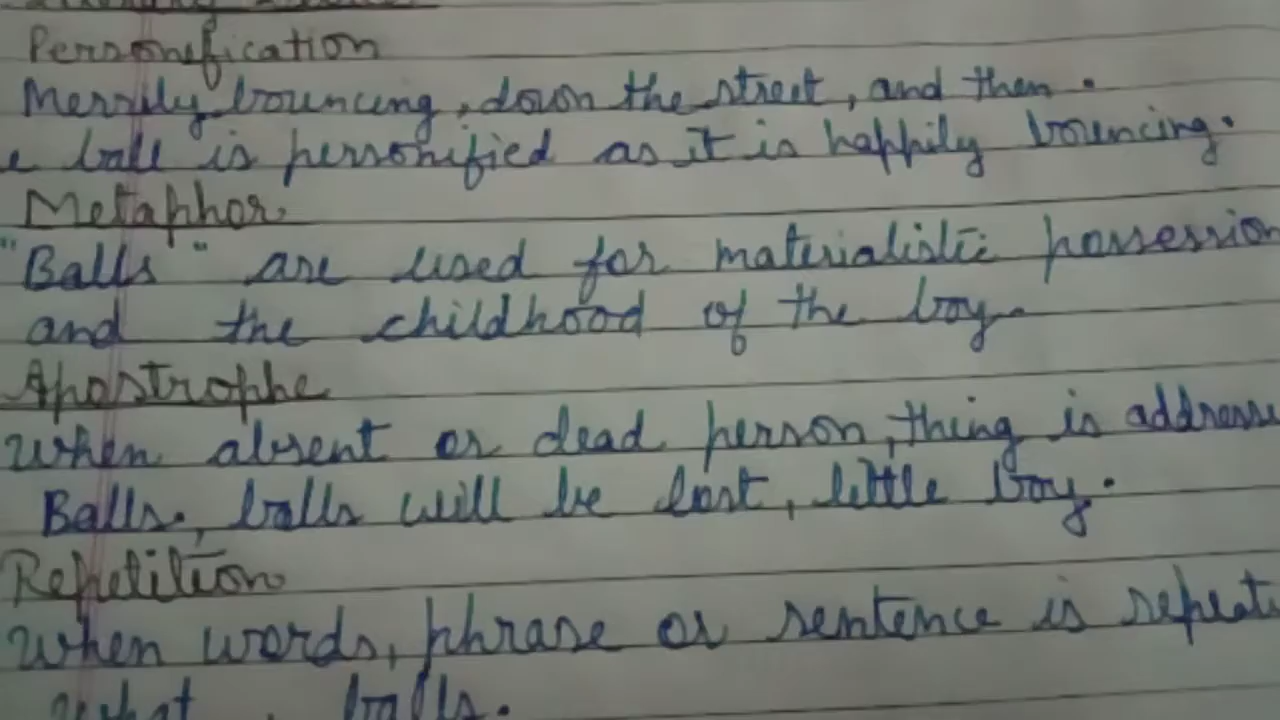 Personification
Merrily bouncing, down the street, and then.
ball is personified as it is happily bouncing.
Metaphor.
"Balls" are used for materialistic possession
and the childhood of the boy.
Apostrophe
When absent or dead person, thing is addresse
Balls, balls will be lost, little boy.
Repetition
When words, phrase or sentence is repeat
what balls.